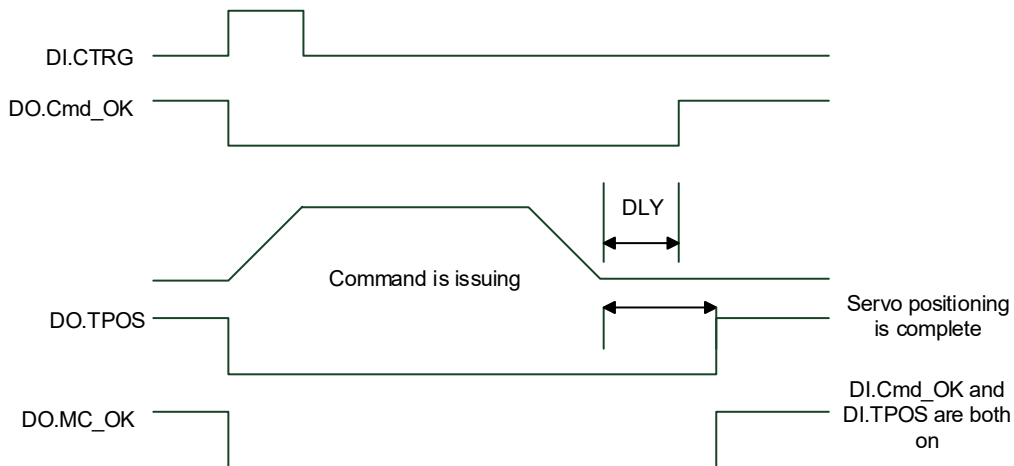 DI.CTRG
DO.Cmd_OK
DLY
Command is issuing
DO.TPOS
Servo positioning
is complete
DO.MC_OK
DI.Cmd_OK and
DI.TPOS are both
on